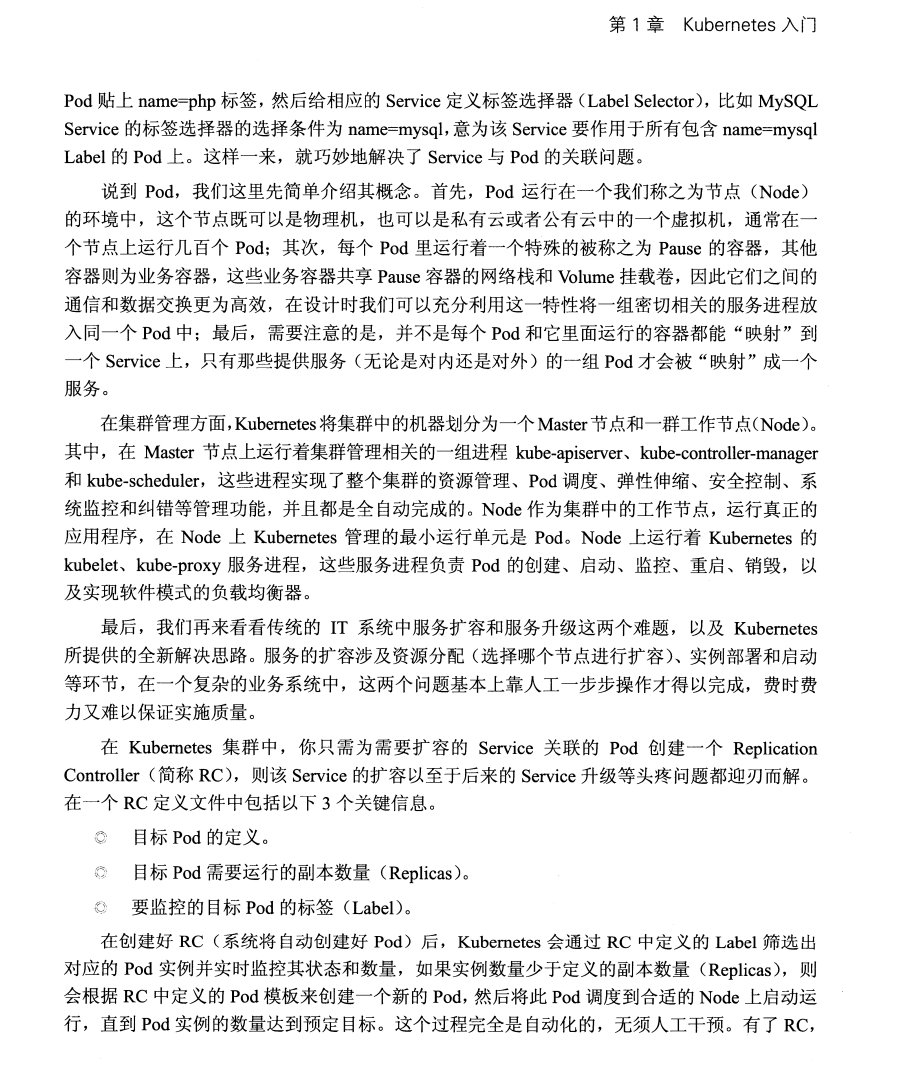 第 1 章 Kubernetes 入门
Pod 贴上 name=php 标签，然后给相应的 Service 定义标签选择器（Label Selector），比如 MySQL
Service 的标签选择器的选择条件为 name=mysql，意为该 Service 要作用于所有包含 name=mysql
Label 的 Pod 上。这样一来，就巧妙地解决了 Service 与 Pod 的关联问题。
说到 Pod，我们这里先简单介绍其概念。首先，Pod 运行在一个我们称之为节点（Node）
的环境中，这个节点既可以是物理机，也可以是私有云或者公有云中的一个虚拟机，通常在一
个节点上运行几百个 Pod；其次，每个 Pod 里运行着一个特殊的被称之为 Pause 的容器，其他
容器则为业务容器，这些业务容器共享 Pause 容器的网络栈和 Volume 挂载卷，因此它们之间的
通信和数据交换更为高效，在设计时我们可以充分利用这一特性将一组密切相关的服务进程放
入同一个 Pod 中；最后，需要注意的是，并不是每个 Pod 和它里面运行的容器都能“映射”到
一个 Service 上，只有那些提供服务（无论是对内还是对外）的一组 Pod 才会被“映射”成一个
服务。
在集群管理方面，Kubernetes 将集群中的机器划分为一个 Master 节点和一群工作节点（Node）。
其中，在 Master 节点上运行着集群管理相关的一组进程 kube-apiserver、kube-controller-manager
和 kube-scheduler，这些进程实现了整个集群的资源管理、Pod 调度、弹性伸缩、安全控制、系
统监控和纠错等管理功能，并且都是全自动完成的。Node 作为集群中的工作节点，运行真正的
应用程序，在 Node 上 Kubernetes 管理的最小运行单元是 Pod。Node 上运行着 Kubernetes 的
kubelet、kube-proxy 服务进程，这些服务进程负责 Pod 的创建、启动、监控、重启、销毁，以
及实现软件模式的负载均衡器。
最后，我们再来看看传统的 IT 系统中服务扩容和服务升级这两个难题，以及 Kubernetes
所提供的全新解决思路。服务的扩容涉及资源分配（选择哪个节点进行扩容）、实例部署和启动
等环节，在一个复杂的业务系统中，这两个问题基本上靠人工一步步操作才得以完成，费时费
力又难以保证实施质量。
在 Kubernetes 集群中，你只需为需要扩容的 Service 关联的 Pod 创建一个 Replication
Controller（简称 RC），则该 Service 的扩容以至于后来的 Service 升级等头疼问题都迎刃而解。
在一个 RC 定义文件中包括以下 3 个关键信息。
◎ 目标 Pod 的定义。
◎ 目标 Pod 需要运行的副本数量（Replicas）。
◎ 要监控的目标 Pod 的标签（Label）。
在创建好 RC（系统将自动创建好 Pod）后，Kubernetes 会通过 RC 中定义的 Label 筛选出
对应的 Pod 实例并实时监控其状态和数量，如果实例数量少于定义的副本数量（Replicas），则
会根据 RC 中定义的 Pod 模板来创建一个新的 Pod，然后将此 Pod 调度到合适的 Node 上启动运
行，直到 Pod 实例的数量达到预定目标。这个过程完全是自动化的，无须人工干预。有了 RC，